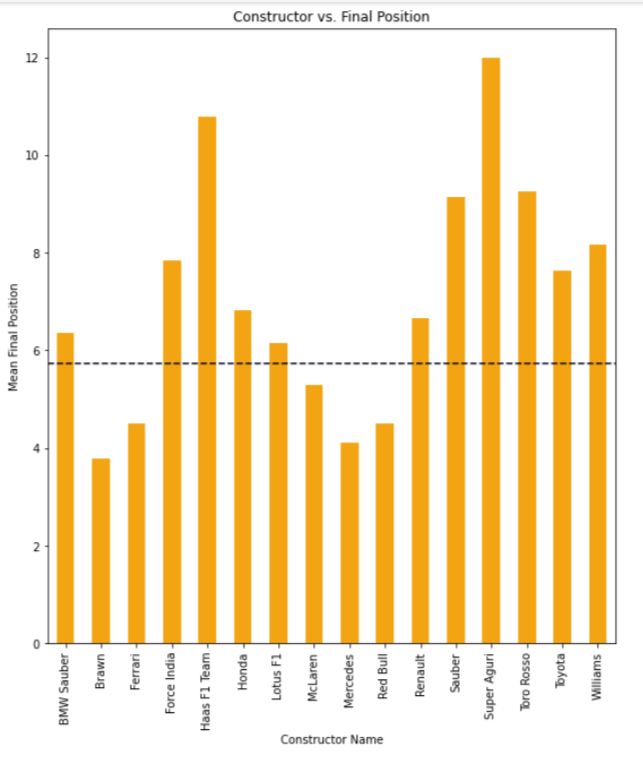 Constructor vs. Final Position
12
10
8
6
4
2
0
Mean Final Position
BMW Sauber
Brawn
Ferrari
Force India
Haas F1 Team
Honda
Lotus F1
McLaren
Mercedes
Red Bull
Renault
Sauber
Super Aguri
Toro Rosso
Toyota
Williams
Constructor Name